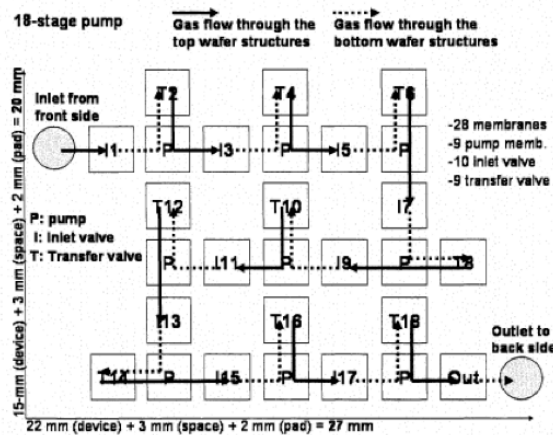 18-stage pump
Gas flow through the
top wafer structures
Gas flow through the
bottom wafer structures
Inlet from
front side
T2
T4
T6
-28 membranes
-9 pump memb.
-10 inlet valve
-9 transfer valve
I1
P
I3
P
I5
P
T12
T10
I7
P: pump
I: Inlet valve
T: Transfer valve
P
I11
P
I9
P
T8
I13
T16
T18
Outlet to
back side
T14
P
I15
P
I17
P
Out
15-mm (device) + 3 mm (space) + 2 mm (pad) = 20 mm
22 mm (device) + 3 mm (space) + 2 mm (pad) = 27 mm